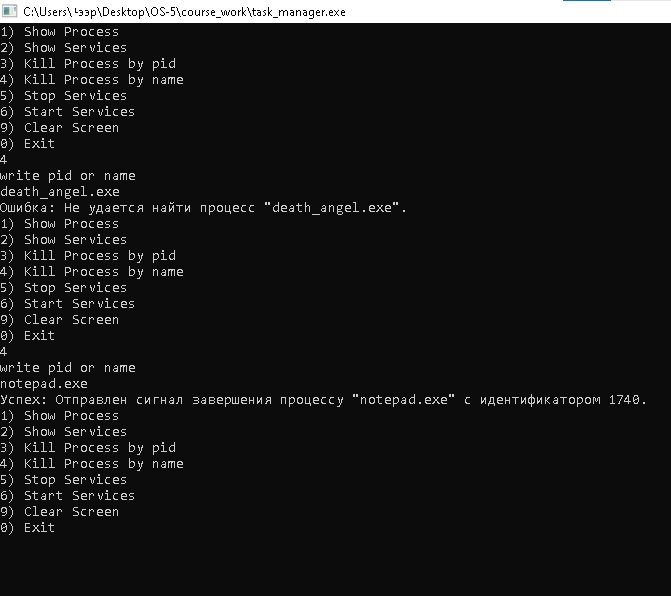 C:\Users\ \Desktop\OS-5\course_work\task_manager.exe
1) Show Process
2) Show Services
3) Kill Process by pid
4) Kill Process by name
5) Stop Services
6) Start Services
9) Clear Screen
0) Exit
4
write pid or name
death_angel.exe
Ошибка: Не удается найти процесс "death_angel.exe".
1) Show Process
2) Show Services
3) Kill Process by pid
4) Kill Process by name
5) Stop Services
6) Start Services
9) Clear Screen
0) Exit
4
write pid or name
notepad.exe
Успех: Отправлен сигнал завершения процессу "notepad.exe" с идентификатором 1740.
1) Show Process
2) Show Services
3) Kill Process by pid
4) Kill Process by name
5) Stop Services
6) Start Services
9) Clear Screen
0) Exit